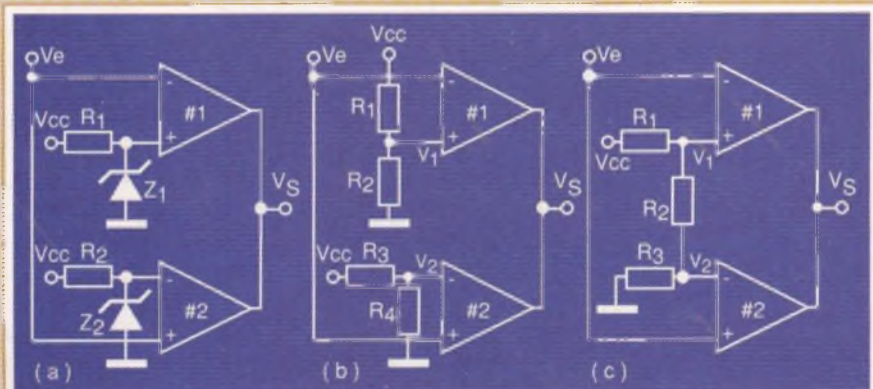 Ve
-
#1
+
Vcc R1
Z1
VS
Vcc R2
-
#2
+
Z2
(a)
Vcc
Ve
R1
-
#1
+
V1
R2
VS
Vcc R3
V2
-
#2
+
R4
(b)
Ve
-
#1
+
R1
Vcc
V1
R2
VS
R3
V2
-
#2
+
(c)